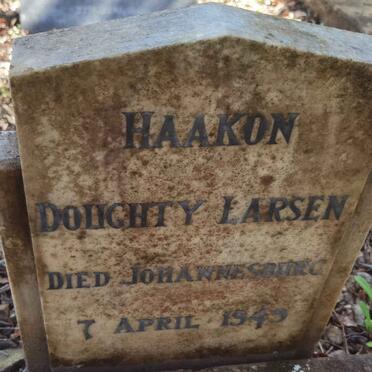 HAAKON
DOUGHTY LARSEN
DIED JOHANNESBURG
7 APRIL 1949